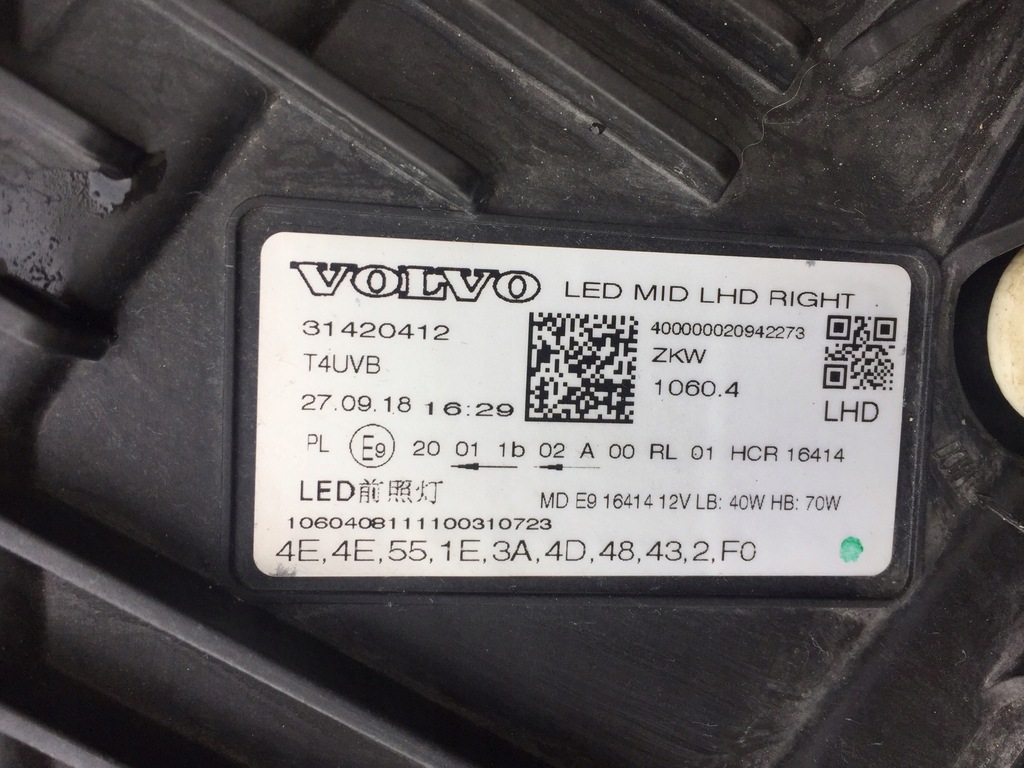 VOLVO LED MID LHD RIGHT
31420412
T4UVB
27.09.18 16:29
400000020942273
ZKW
1060.4
LHD
PL E9 20 01 1b 02 A 00 RL 01 HCR 16414
LED前照灯
MD E9 16414 12V LB: 40W HB: 70W
1060408111100310723
4E,4E,55,1E,3A,4D,48,43,2,F0